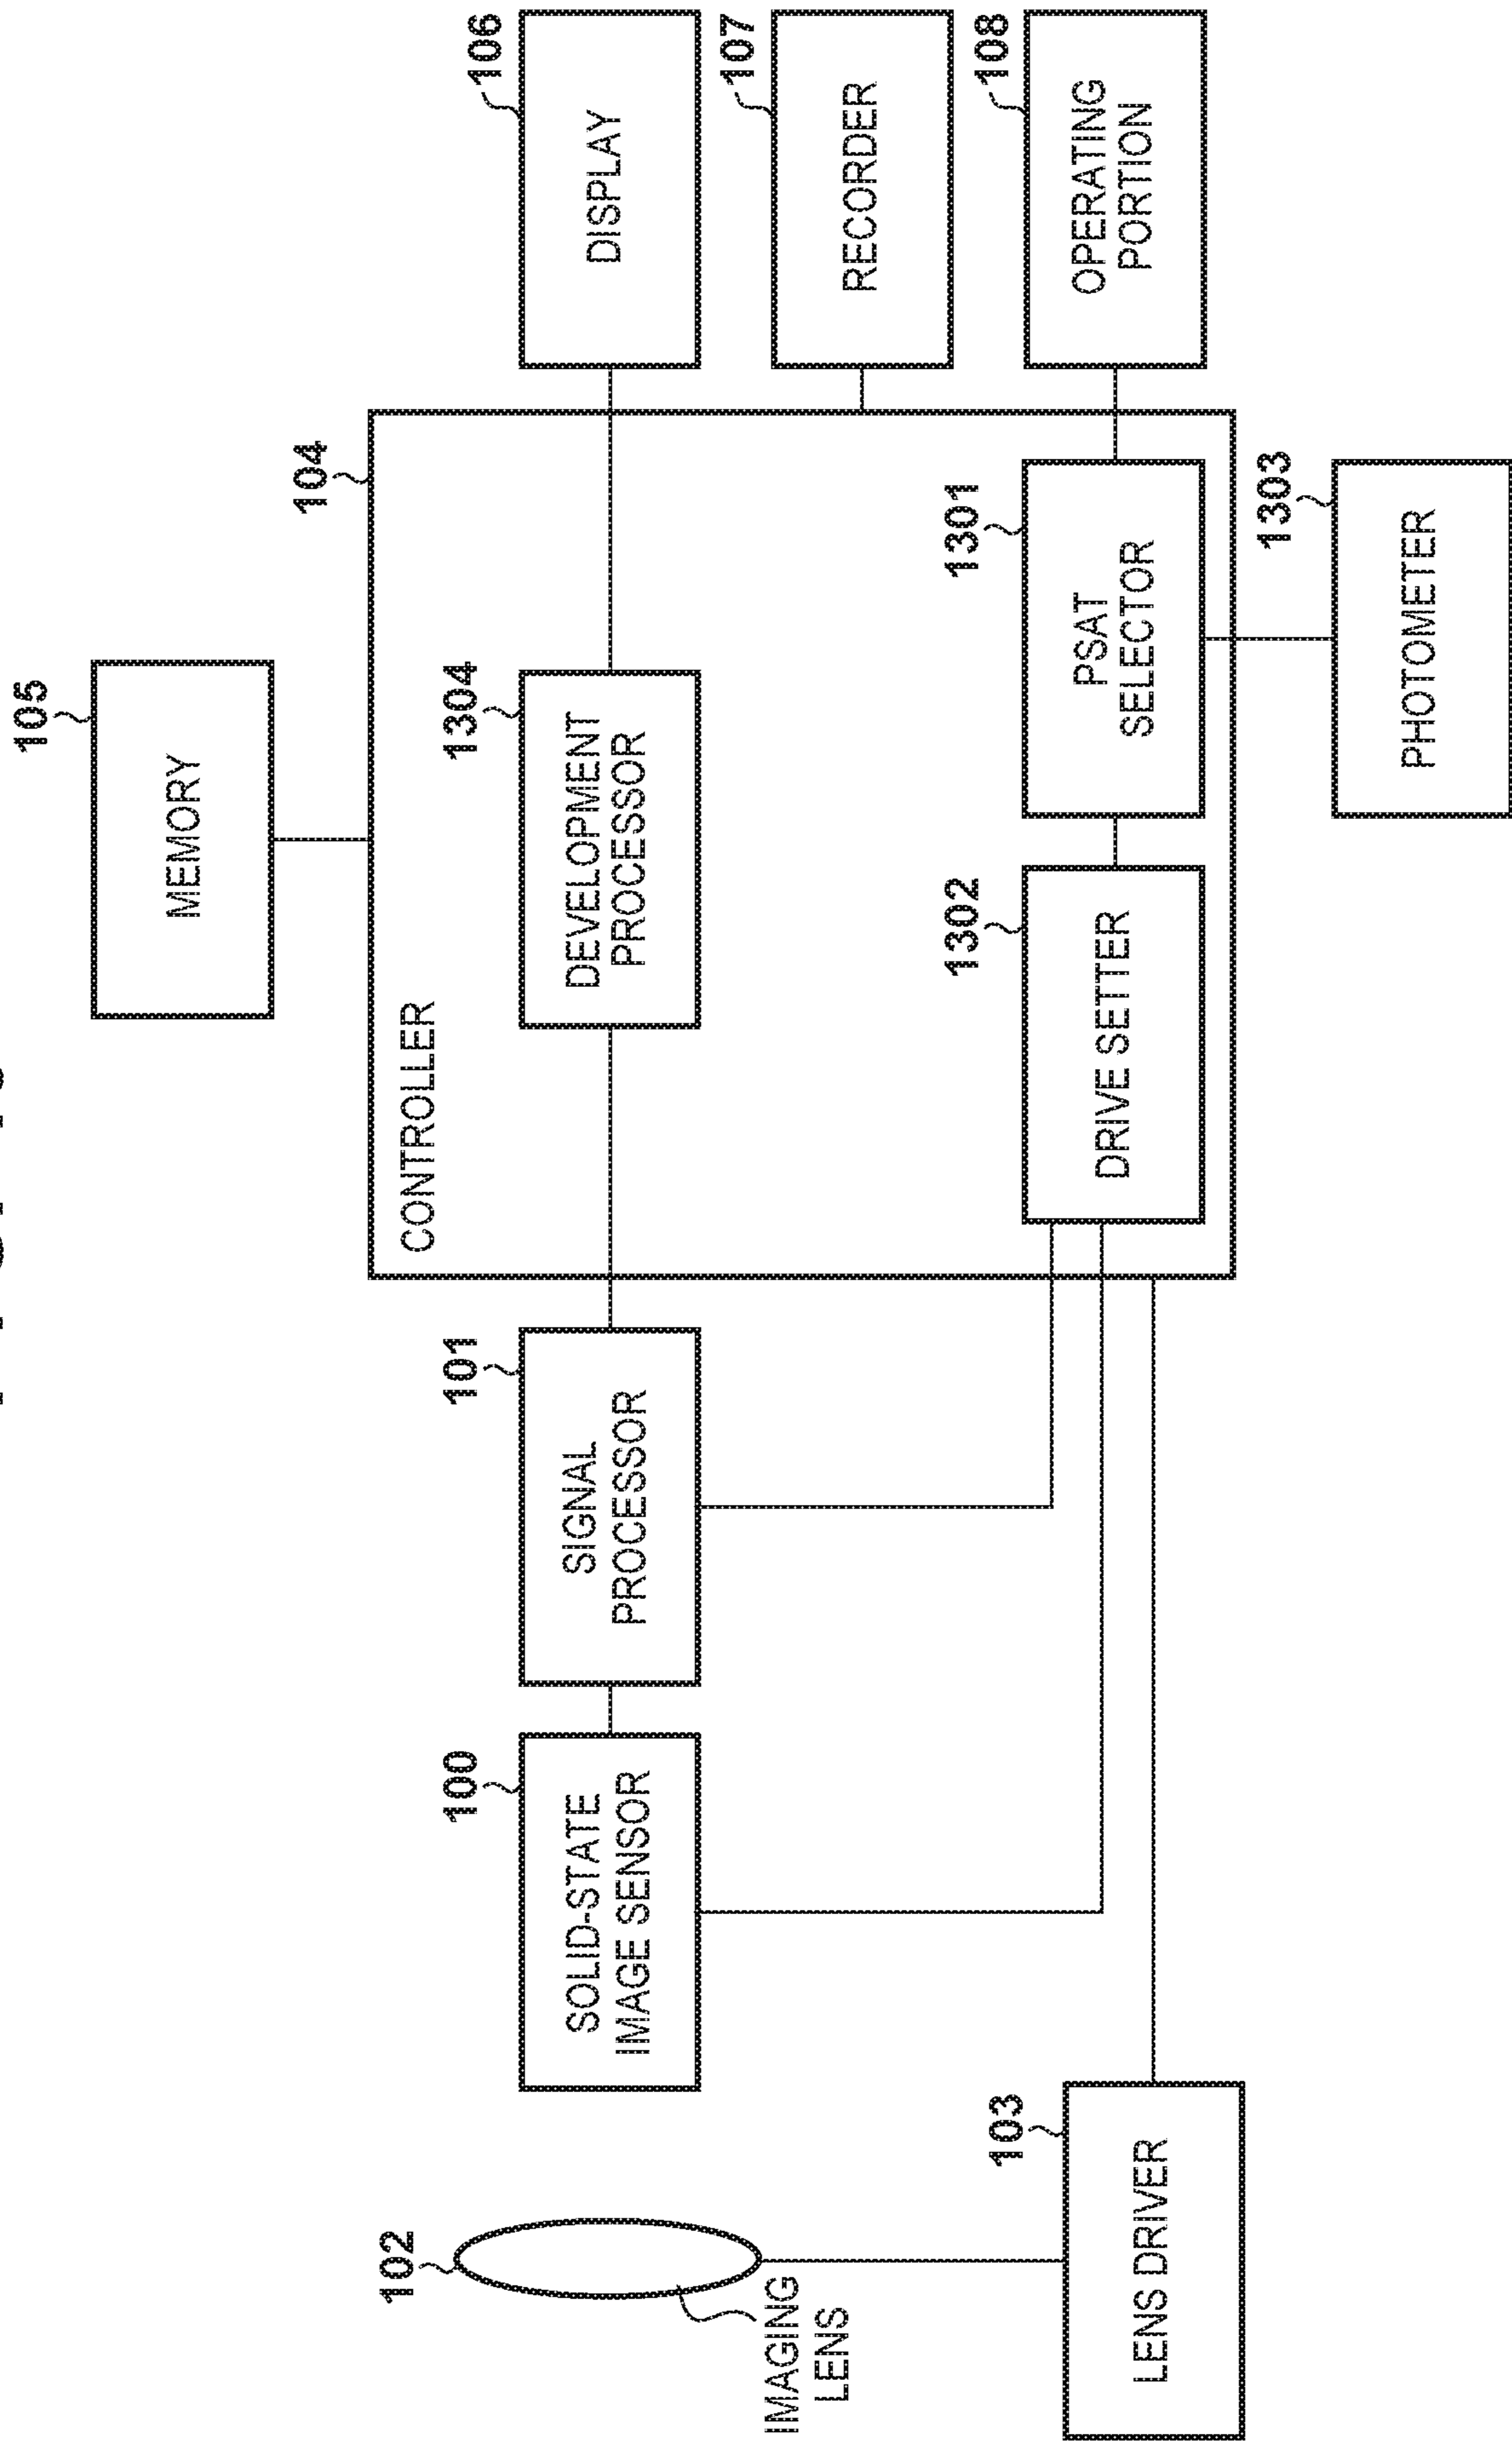 105
MEMORY
104
CONTROLLER
102
IMAGING
LENS
100
SOLID-STATE
IMAGE SENSOR
101
SIGNAL
PROCESSOR
1304
DEVELOPMENT
PROCESSOR
106
DISPLAY
107
RECORDER
103
LENS DRIVER
1302
DRIVE SETTER
1301
PSAT
SELECTOR
108
OPERATING
PORTION
1303
PHOTOMETER